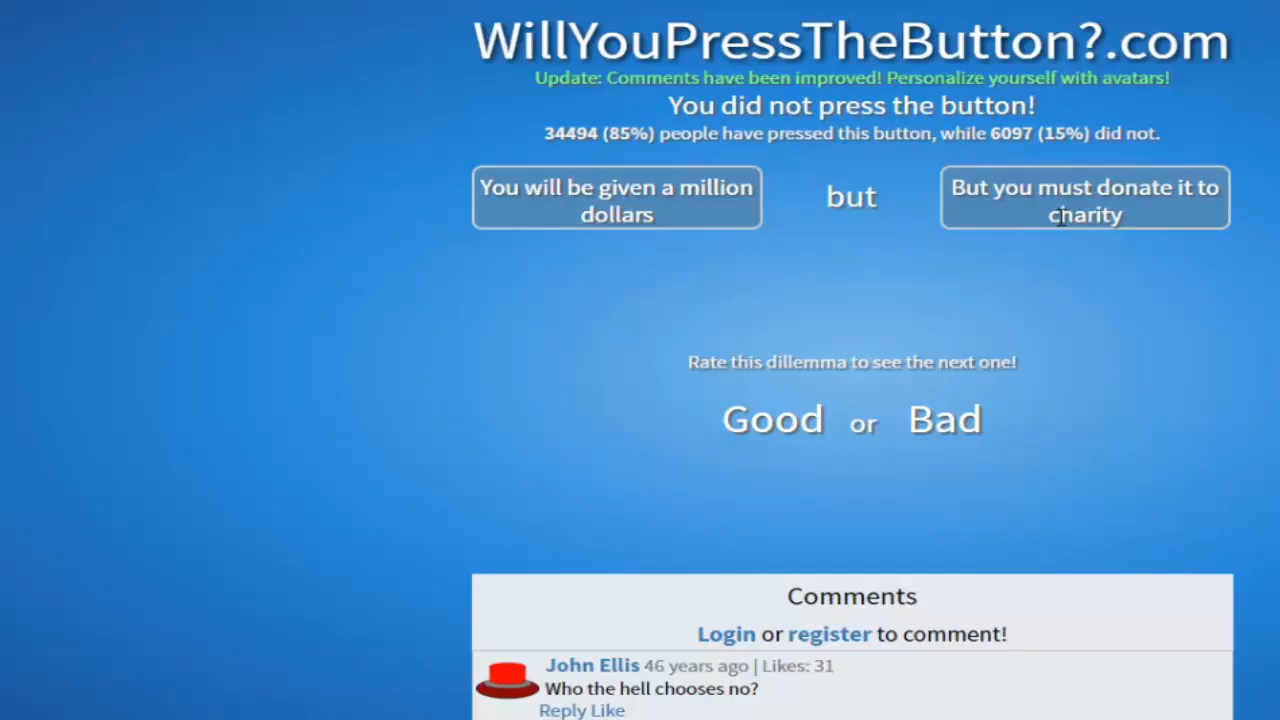 WillYouPressTheButton?.com
Update: Comments have been improved! Personalize yourself with avatars!
You did not press the button!
34494 (85%) people have pressed this button, while 6097 (15%) did not.
You will be given a million
dollars
but
But you must donate it to
charity
Rate this dillemma to see the next one!
Good or Bad
Comments
Login or register to comment!
John Ellis 46 years ago | Likes: 31
Who the hell chooses no?
Reply Like